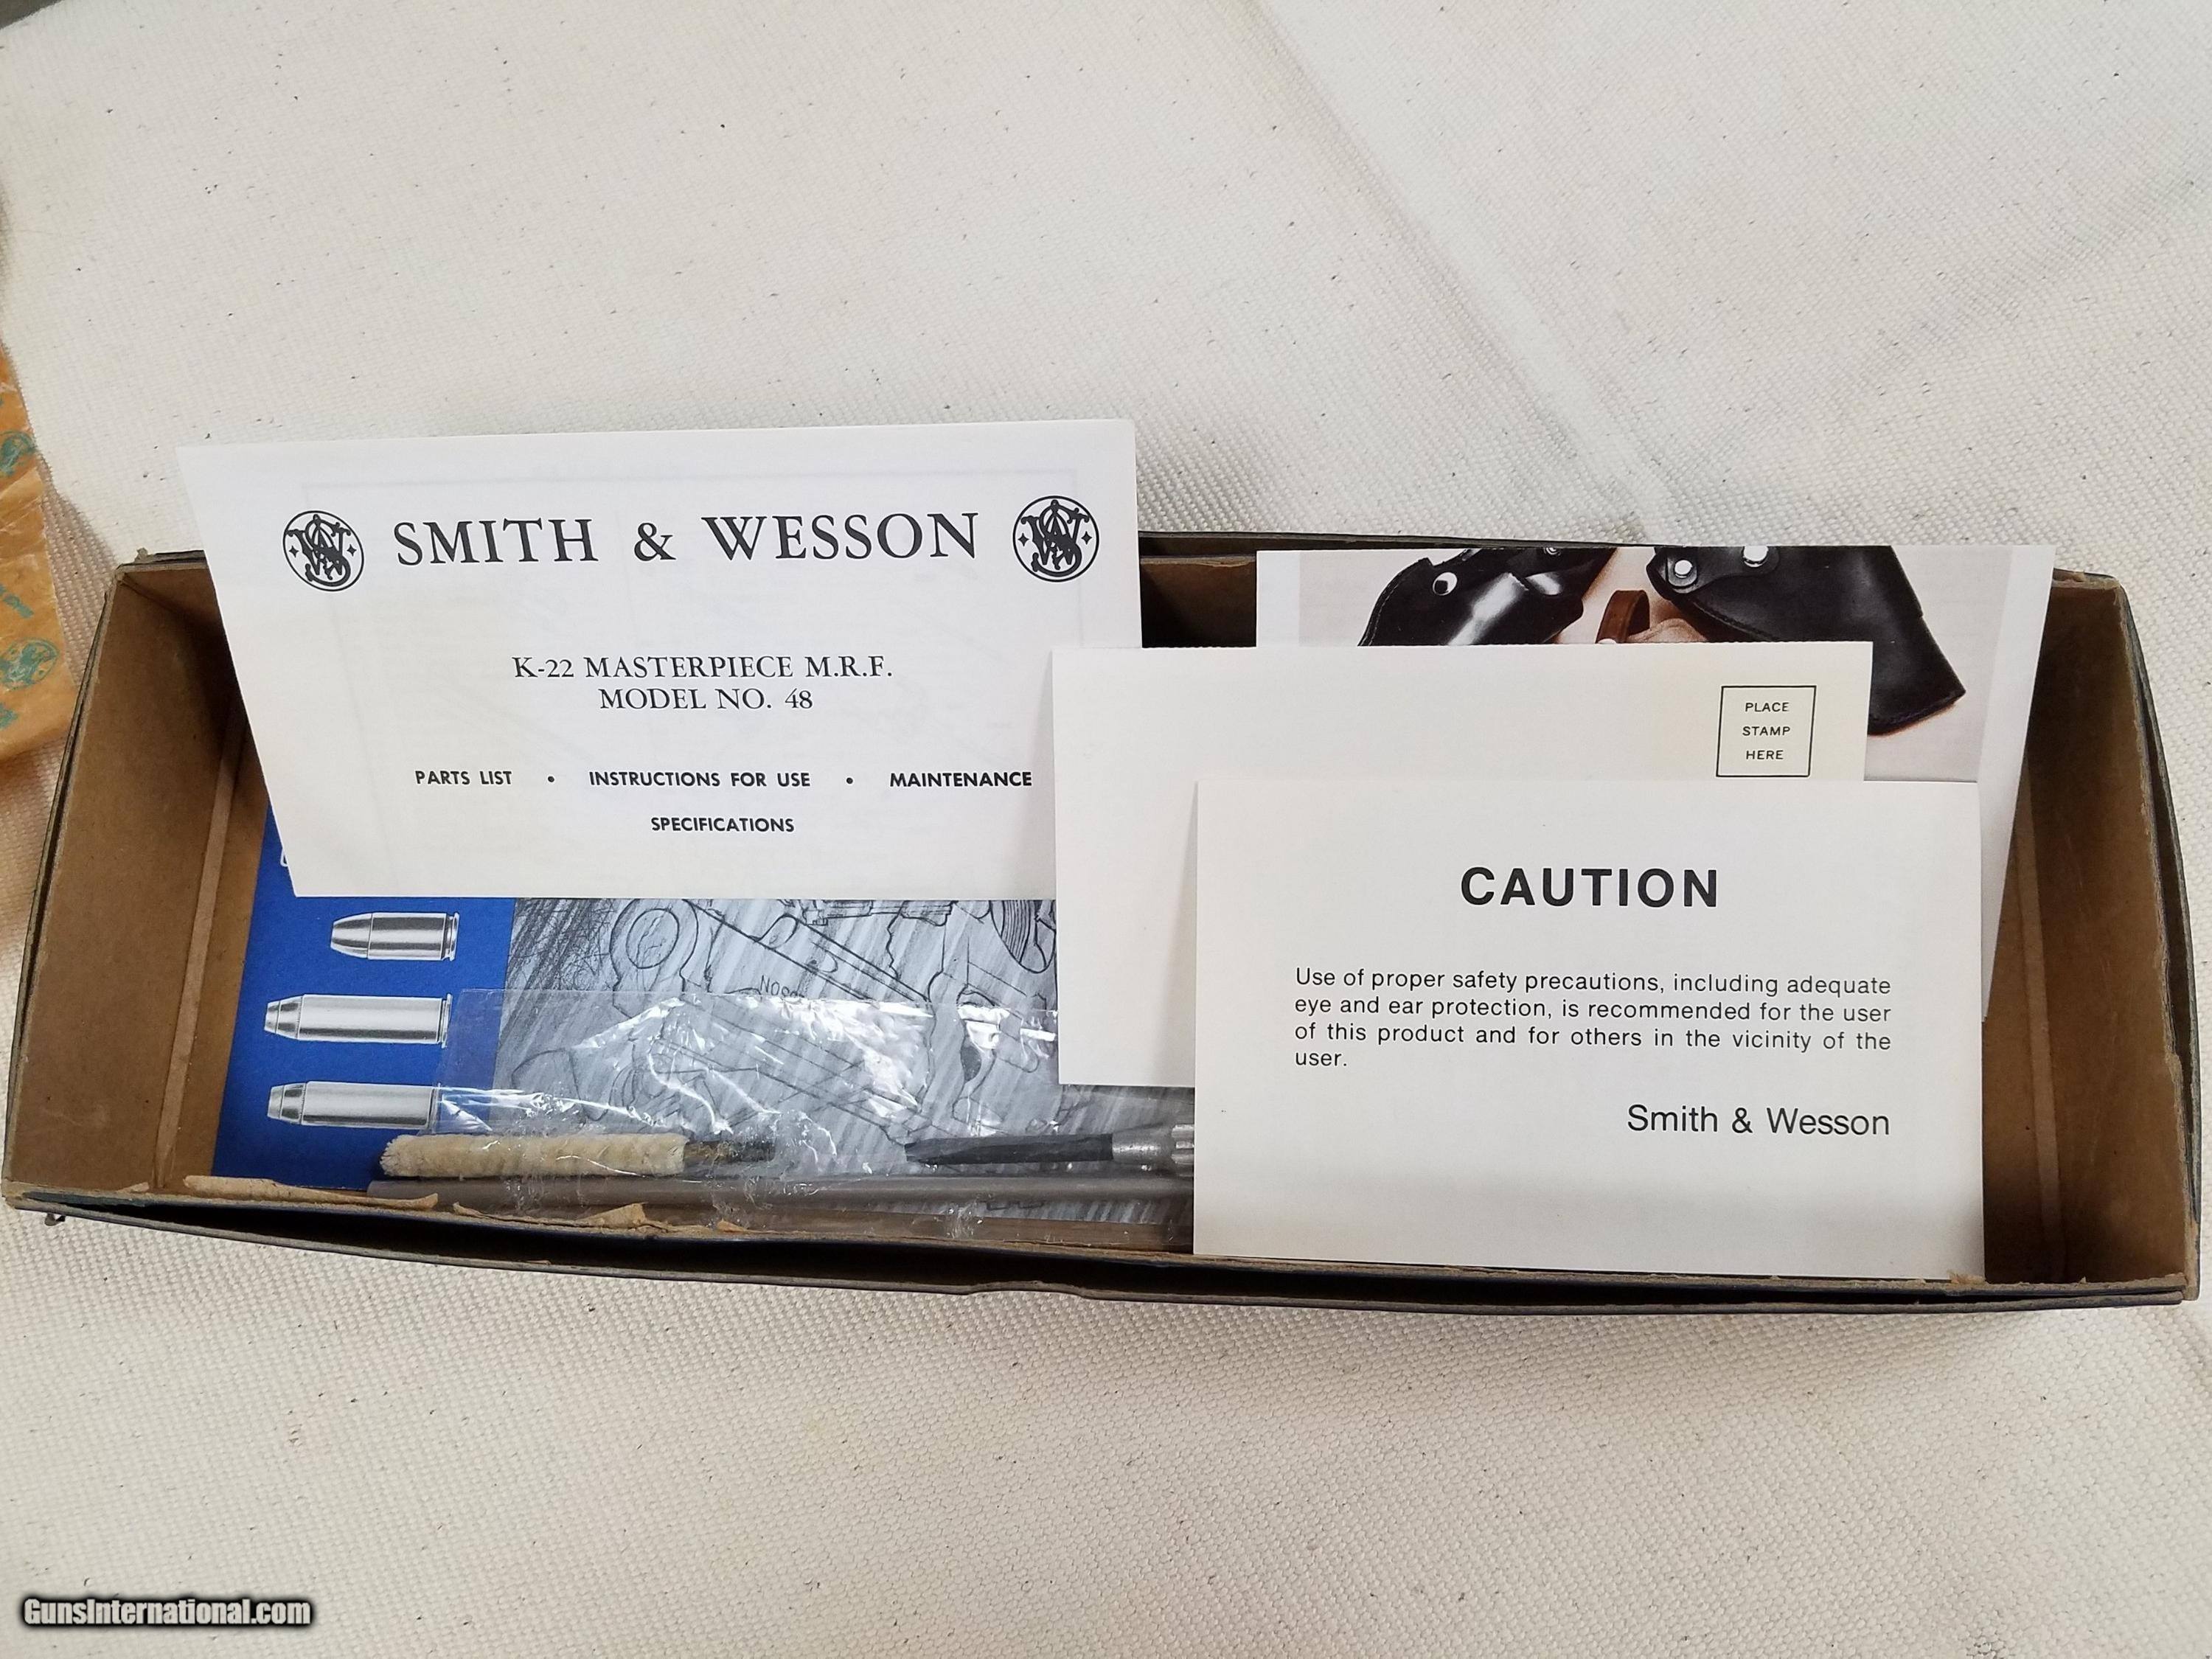 SMITH & WESSON
K-22 MASTERPIECE M.R.F.
MODEL NO. 48
PARTS LIST • INSTRUCTIONS FOR USE • MAINTENANCE
SPECIFICATIONS
PLACE
STAMP
HERE
CAUTION
Use of proper safety precautions, including adequate
eye and ear protection, is recommended for the user
of this product and for others in the vicinity of the
user.
Smith & Wesson
GunsInternational.com